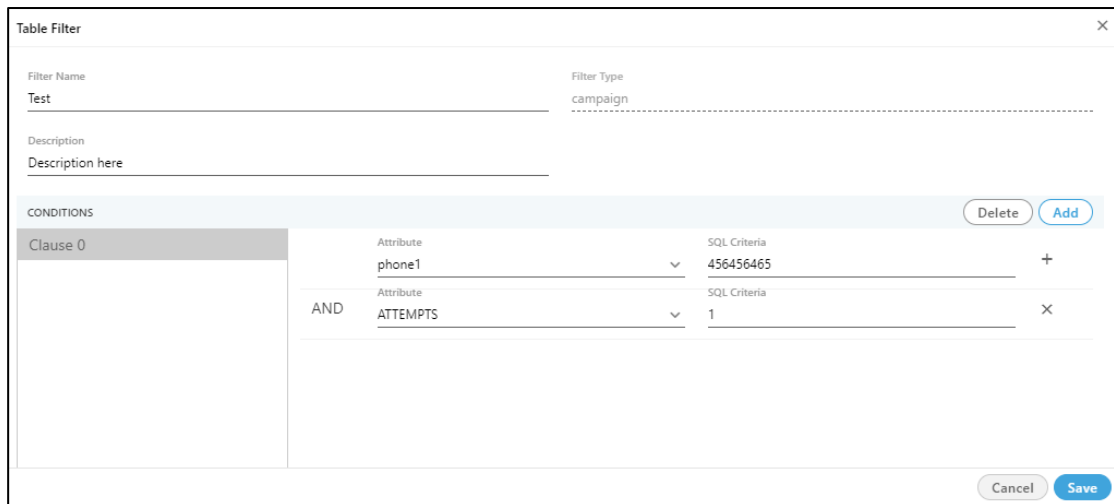 Table Filter
Filter Name
Filter Type
Test
campaign
Description
Description here
CONDITIONS
Delete
Add
Clause 0
Attribute
SQL Criteria
phone1
456456465
+
AND
Attribute
SQL Criteria
ATTEMPTS
1
Cancel
Save